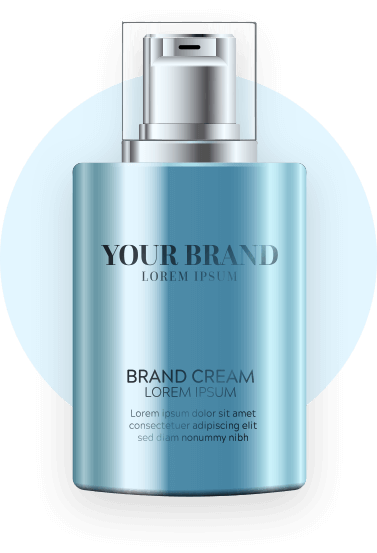 YOUR BRAND
LOREM IPSUM
BRAND CREAM
LOREM IPSUM
Lorem ipsum dolor sit amet
consectetuer adipiscing elit
sed diam nonummy nibh